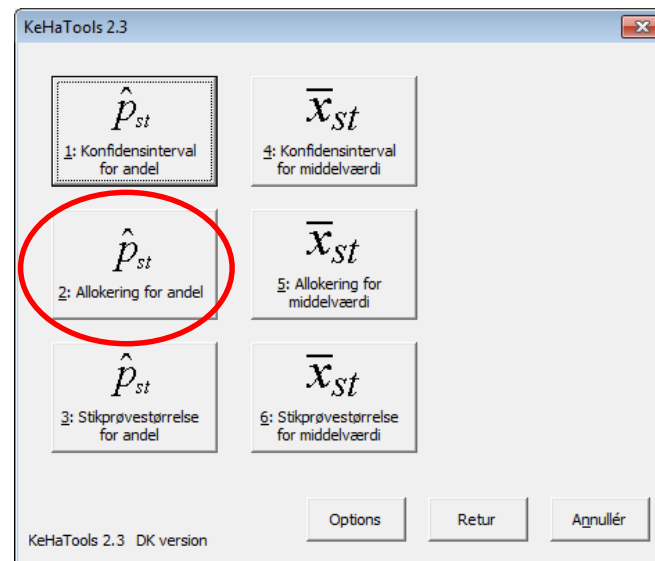 KeHaTools 2.3
p̂st
1: Konfidensinterval
for andel
x̅st
4: Konfidensinterval
for middelværdi
p̂st
2: Allokering for andel
x̅st
5: Allokering for
middelværdi
p̂st
3: Stikprøvestørrelse
for andel
x̅st
6: Stikprøvestørrelse
for middelværdi
Options
Retur
Annullér
KeHaTools 2.3 DK version